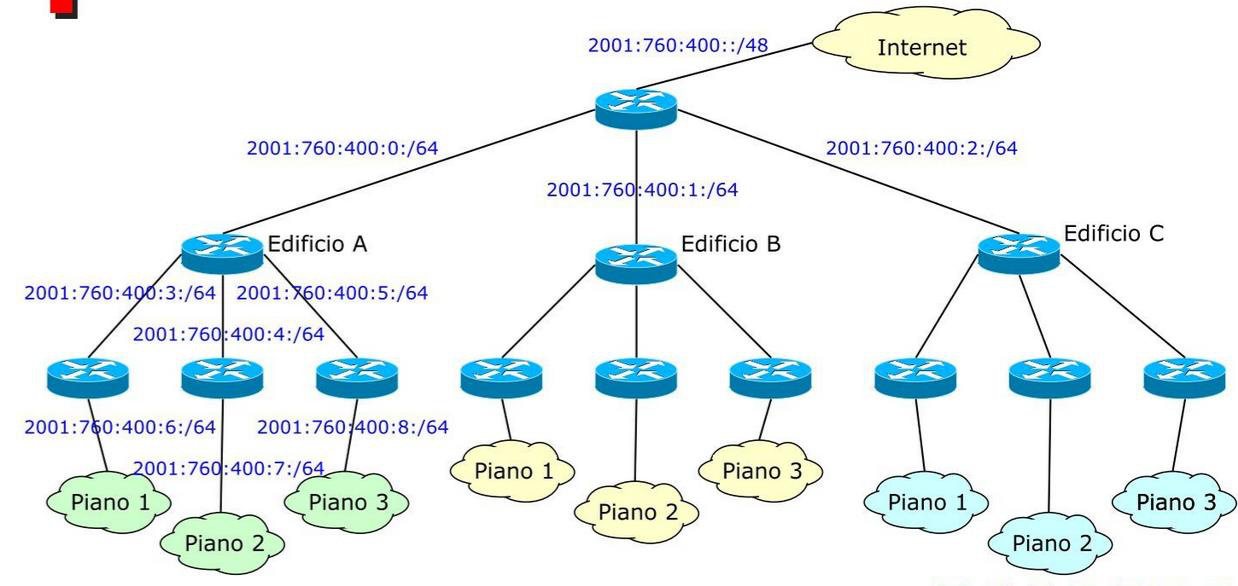 2001:760:400::/48
Internet
2001:760:400:0:/64
2001:760:400:2:/64
2001:760:400:1:/64
Edificio A
Edificio B
Edificio C
2001:760:400:3:/64
2001:760:400:5:/64
2001:760:400:4:/64
2001:760:400:6:/64
2001:760:400:8:/64
2001:760:400:7:/64
Piano 1
Piano 2
Piano 3
Piano 1
Piano 2
Piano 3
Piano 1
Piano 2
Piano 3